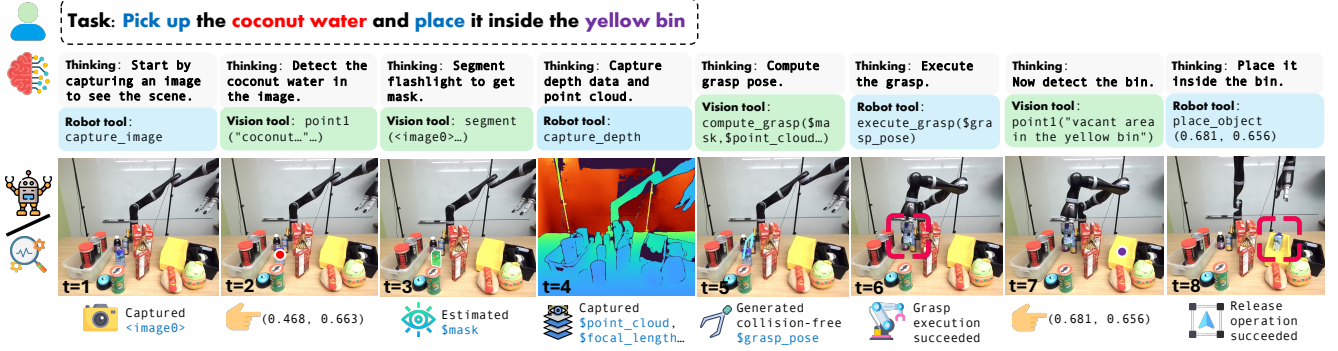 Task: Pick up the coconut water and place it inside the yellow bin
Thinking: Start by
capturing an image
to see the scene.
Robot tool:
capture_image
Thinking: Detect the
coconut water in
the image.
Vision tool: point1
("coconut…"…)
Thinking: Segment
flashlight to get
mask.
Vision tool: segment
(<image0>…)
Thinking: Capture
depth data and
point cloud.
Robot tool:
capture_depth
Thinking: Compute
grasp pose.
Vision tool:
compute_grasp($ma
sk,$point_cloud…)
Thinking: Execute
the grasp.
Robot tool:
execute_grasp($gra
sp_pose)
Thinking:
Now detect the bin.
Vision tool:
point1("vacant area
in the yellow bin")
Thinking: Place it
inside the bin.
Robot tool:
place_object
(0.681, 0.656)
t=1
t=2
t=3
t=4
t=5
t=6
t=7
t=8
Captured
<image0>
(0.468, 0.663)
Estimated
$mask
Captured
$point_cloud,
$focal_length…
Generated
collision-free
$grasp_pose
Grasp
execution
succeeded
(0.681, 0.656)
Release
operation
succeeded